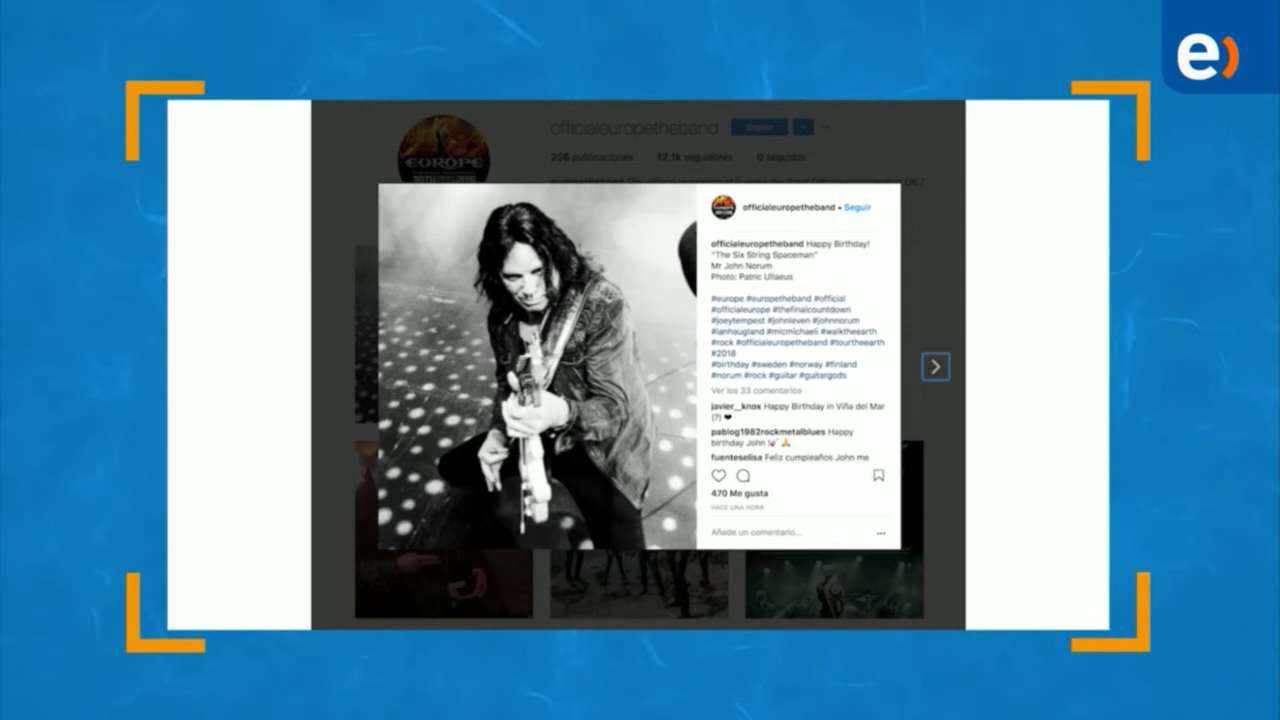 e)
officialeuropetheband Seguir
256 publicaciones 12,1k seguidores 0 seguidos
EUROPE
officialeuropetheband • Seguir
officialeuropetheband Happy Birthday!
"The Six String Spaceman"
Mr John Norum
Photo: Patric Ullaeus
#europe #europetheband #official
#officialeurope #thefinalcountdown
#joeytempest #johnleven #johnnorum
#ianhaugland #micmichaeli #walktheearth
#rock #officialeuropetheband #tourtheearth
#2018
#birthday #sweden #norway #finland
#norum #rock #guitar #guitargods
Ver los 33 comentarios
javier__knox Happy Birthday in Viña del Mar
(?) ❤
pablog1982rockmetalblues Happy
birthday John 🎸 🙏
fuenteselisa Feliz cumpleaños John me
470 Me gusta
HACE UNA HORA
Añade un comentario...